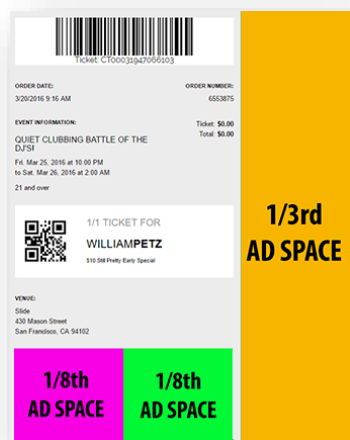 Ticket: CT00031947066103
ORDER DATE:
ORDER NUMBER:
3/20/2016 9:16 AM
6553875
EVENT INFORMATION:
Ticket: $0.00
Total: $0.00
QUIET CLUBBING BATTLE OF THE
DJ'S!
Fri. Mar 25, 2016 at 10:00 PM
to Sat. Mar 26, 2016 at 2:00 AM
21 and over
1/1 TICKET FOR
WILLIAMPETZ
$10 Still Pretty Early Special
VENUE:
Slide
430 Mason Street
San Francisco, CA 94102
1/3rd
AD SPACE
1/8th
AD SPACE
1/8th
AD SPACE